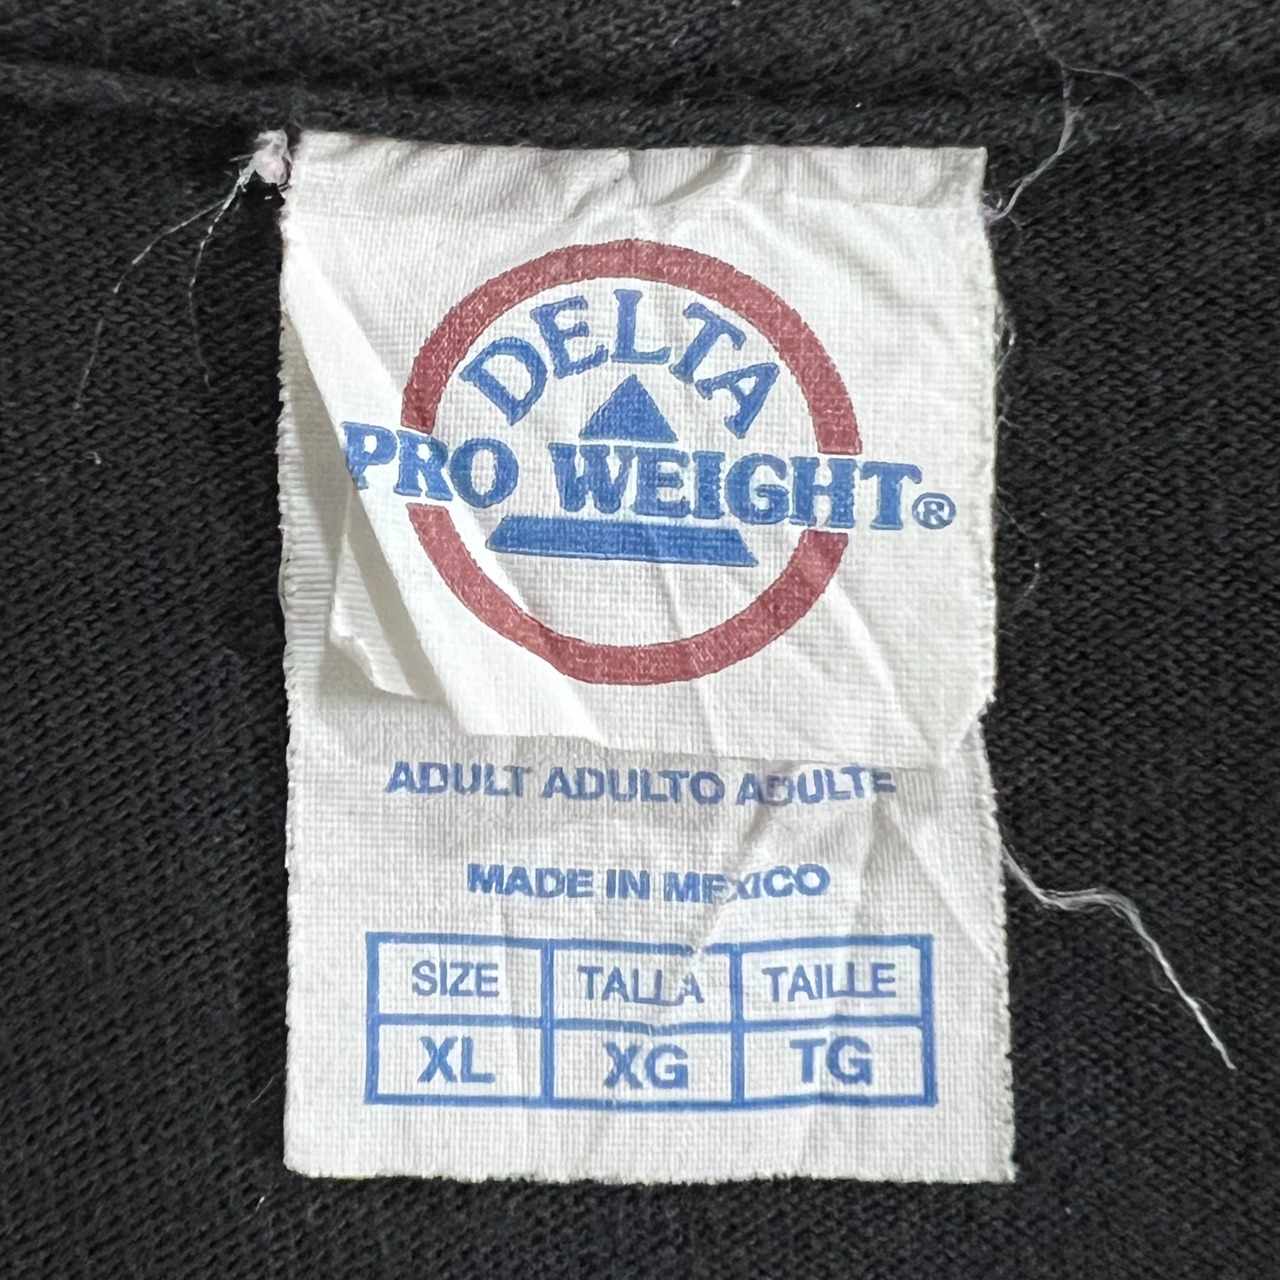 DELTA
PRO WEIGHT®
ADULT ADULTO ADULTE
MADE IN MEXICO
SIZE TALLA TAILLE
XL XG TG